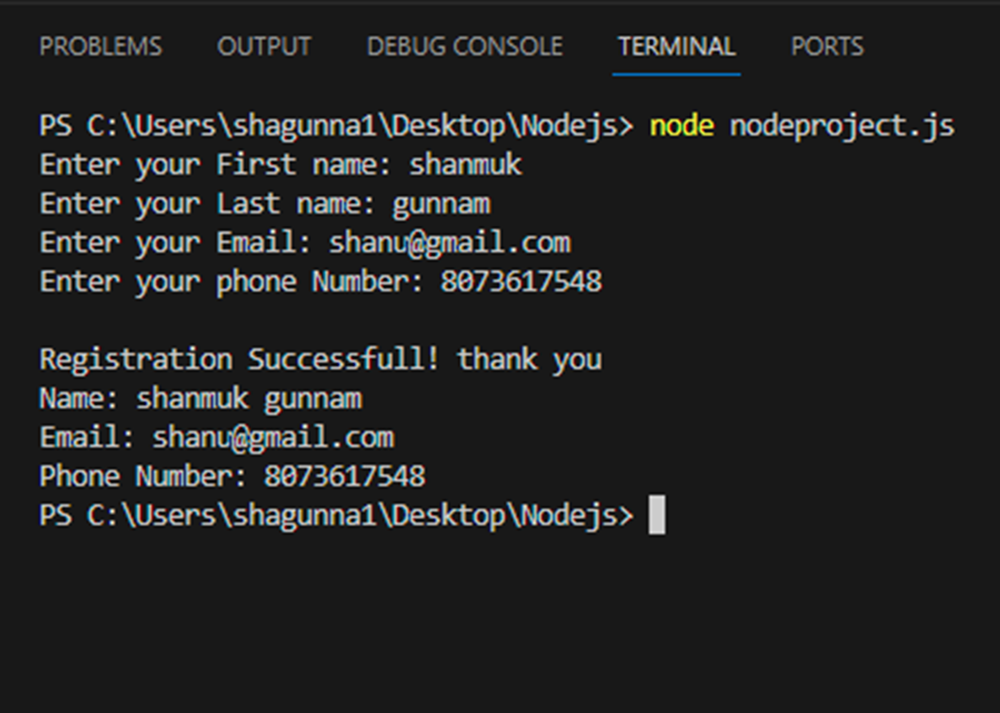 PROBLEMS OUTPUT DEBUG CONSOLE TERMINAL PORTS
PS C:\Users\shagunna1\Desktop\Nodejs> node nodeproject.js
Enter your First name: shanmuk
Enter your Last name: gunnam
Enter your Email: shanu@gmail.com
Enter your phone Number: 8073617548
Registration Successfull! thank you
Name: shanmuk gunnam
Email: shanu@gmail.com
Phone Number: 8073617548
PS C:\Users\shagunna1\Desktop\Nodejs>